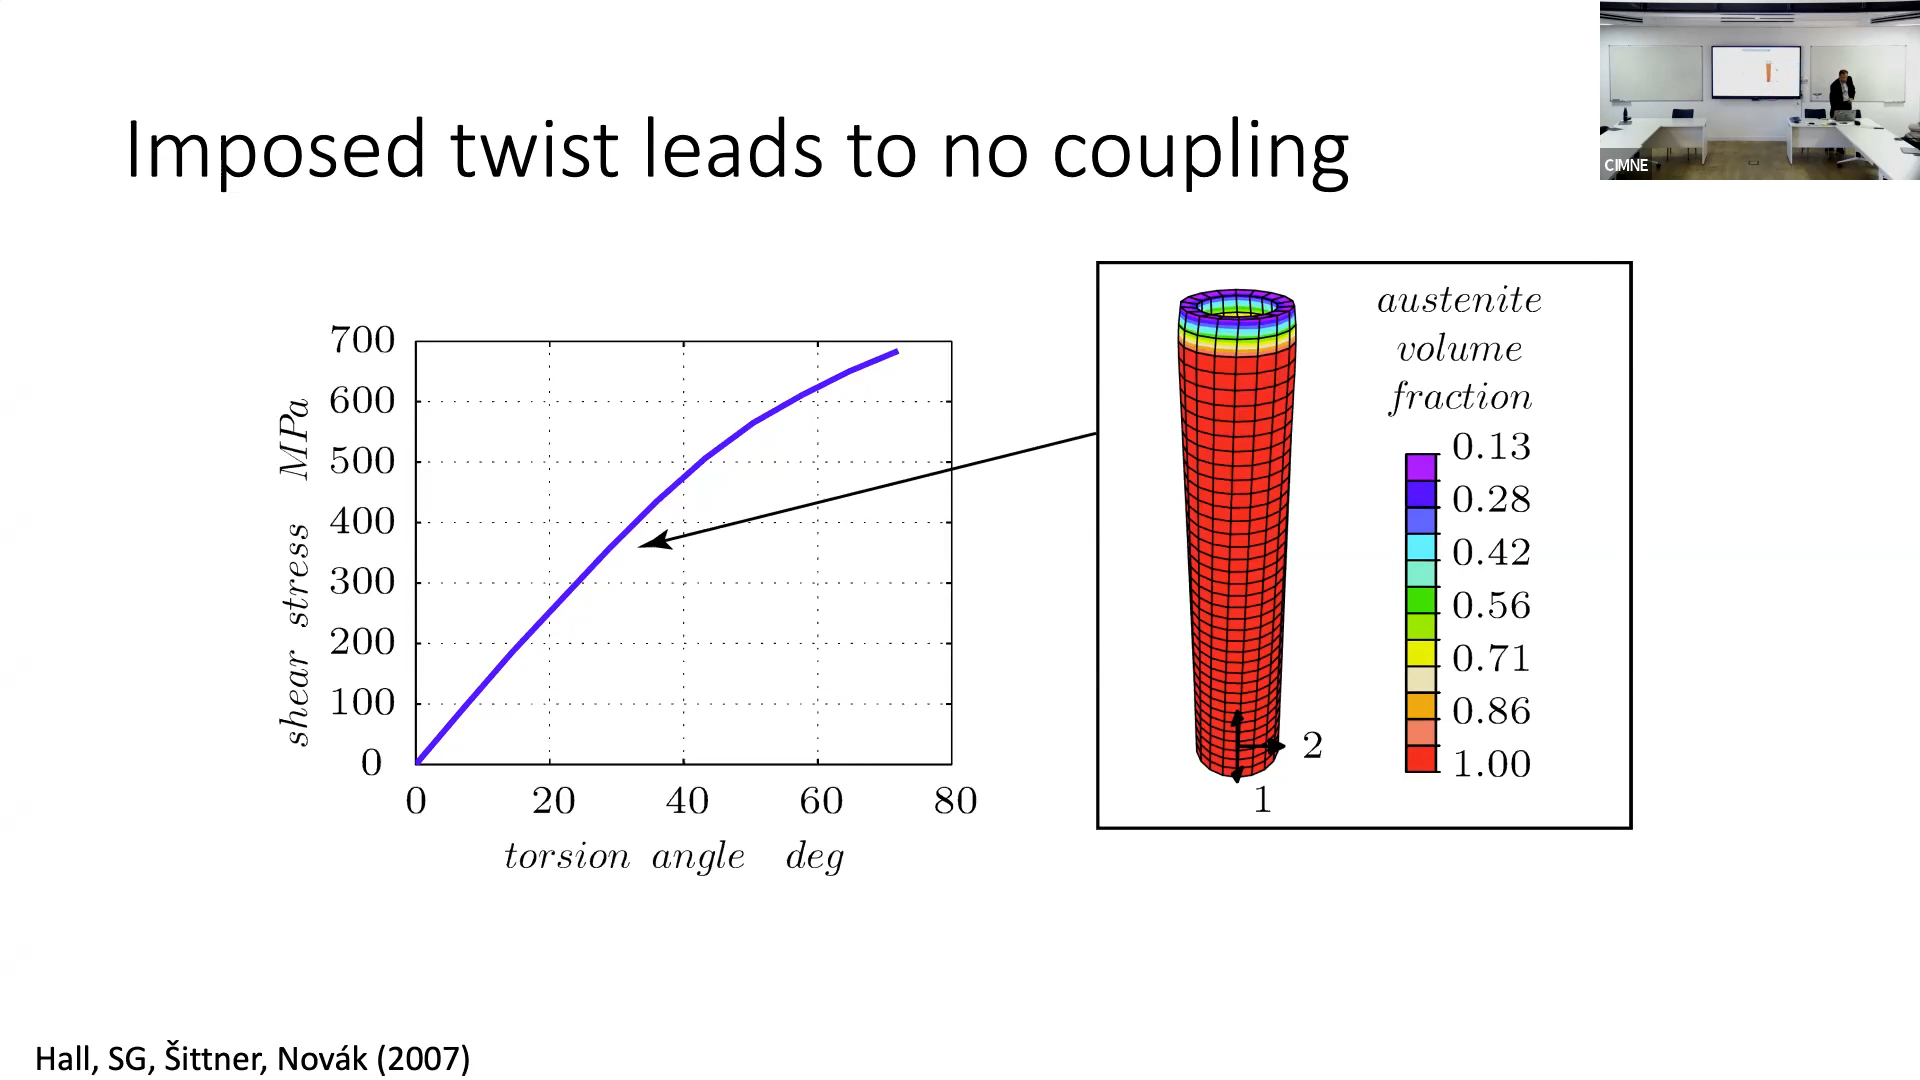 CIMNE
Imposed twist leads to no coupling
700
600
500
400
300
200
100
0
shear stress MPa
0 20 40 60 80
torsion angle deg
austenite
volume
fraction
0.13
0.28
0.42
0.56
0.71
0.86
1.00
2
1
Hall, SG, Šittner, Novák (2007)